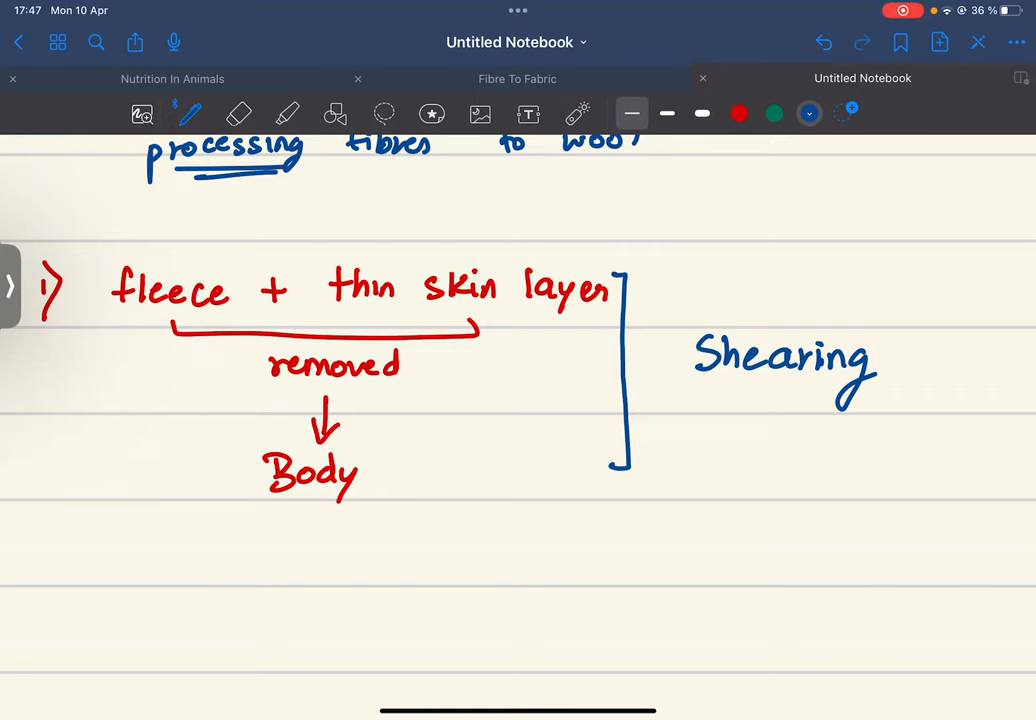 17:47 Mon 10 Apr
36 %
Untitled Notebook
Nutrition In Animals
Fibre To Fabric
Untitled Notebook
processing fibres to wool
1) fleece + thin skin layer
removed
Shearing
Body